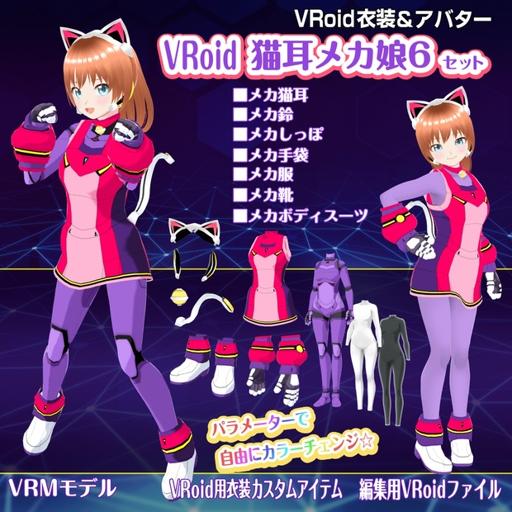 VRoid衣装&アバター
VRoid 猫耳メカ娘6 セット
■メカ猫耳
■メカ鈴
■メカしっぽ
■メカ手袋
■メカ服
■メカ靴
■メカボディスーツ
パラメーターで
自由にカラーチェンジ☆
VRMモデル VRoid用衣装カスタムアイテム 編集用VRoidファイル